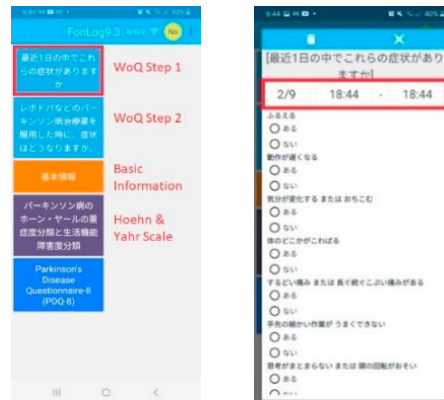 6:44
42%
FonLog9.3 0/0/2 No
最近1日の中でこれ
らの症状があります
か
WoQ Step 1
レボドパなどのパー
キンソン病治療薬を
服用した時に、症状
はどうなりますか。
WoQ Step 2
基本情報
Basic
Information
パーキンソン病の
ホーン・ヤールの重
症度分類と生活機能
障害度分類
Hoehn &
Yahr Scale
Parkinson's
Disease
Questionnaire-8
(PDQ-8)
6:44
40%
[最近1日の中でこれらの症状があり
ますか]
2/9 18:44 - 18:44
ふるえる
ある
ない
動作が遅くなる
ある
ない
気分が変化する または おちこむ
ある
ない
体のどこかがこわばる
ある
ない
するどい痛み または 長ぐ続くこぶい痛みがある
ある
ない
手先の細かい作業が うまくできない
ある
ない
思考がまとまらない または 頭の回転がおそい
ある